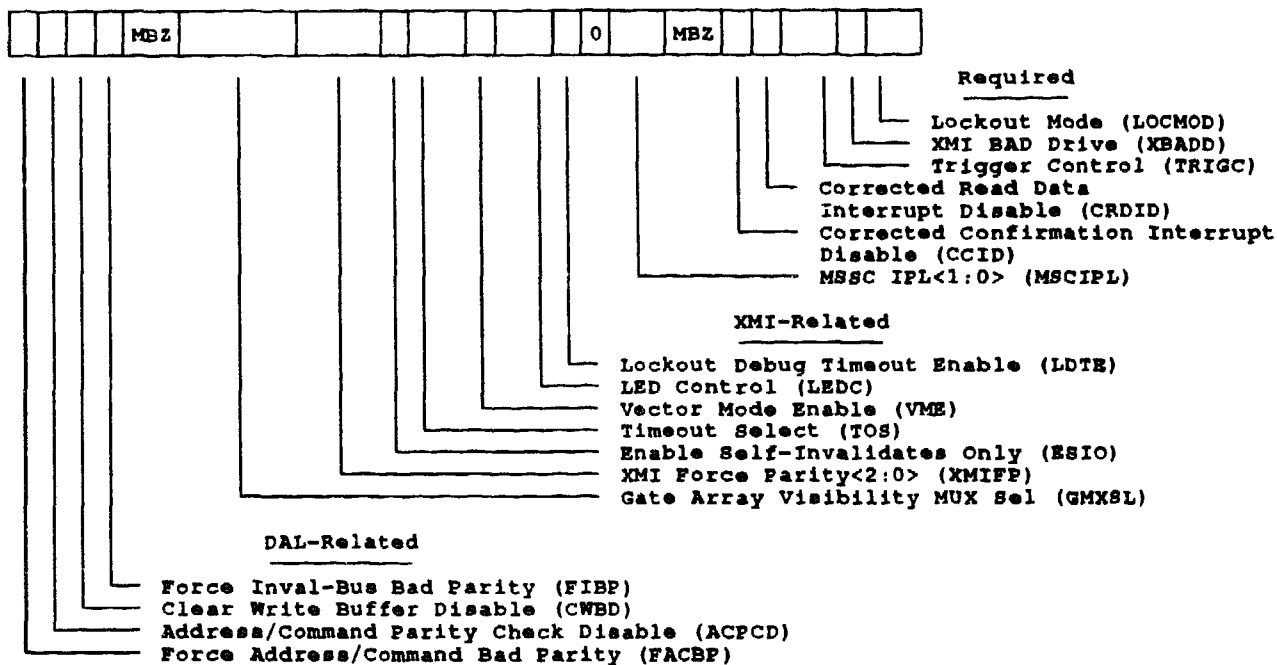 MBZ 0 MBZ
Required
Lockout Mode (LOCMOD)
XMI BAD Drive (XBADD)
Trigger Control (TRIGC)
Corrected Read Data
Interrupt Disable (CRDID)
Corrected Confirmation Interrupt
Disable (CCID)
MSSC IPL<1:0> (MSCIPL)
XMI-Related
Lockout Debug Timeout Enable (LDTE)
LED Control (LEDC)
Vector Mode Enable (VME)
Timeout Select (TOS)
Enable Self-Invalidates Only (ESIO)
XMI Force Parity<2:0> (XMIFP)
Gate Array Visibility MUX Sel (GMXSL)
DAL-Related
Force Inval-Bus Bad Parity (FIBP)
Clear Write Buffer Disable (CWBD)
Address/Command Parity Check Disable (ACPCD)
Force Address/Command Bad Parity (FACBP)